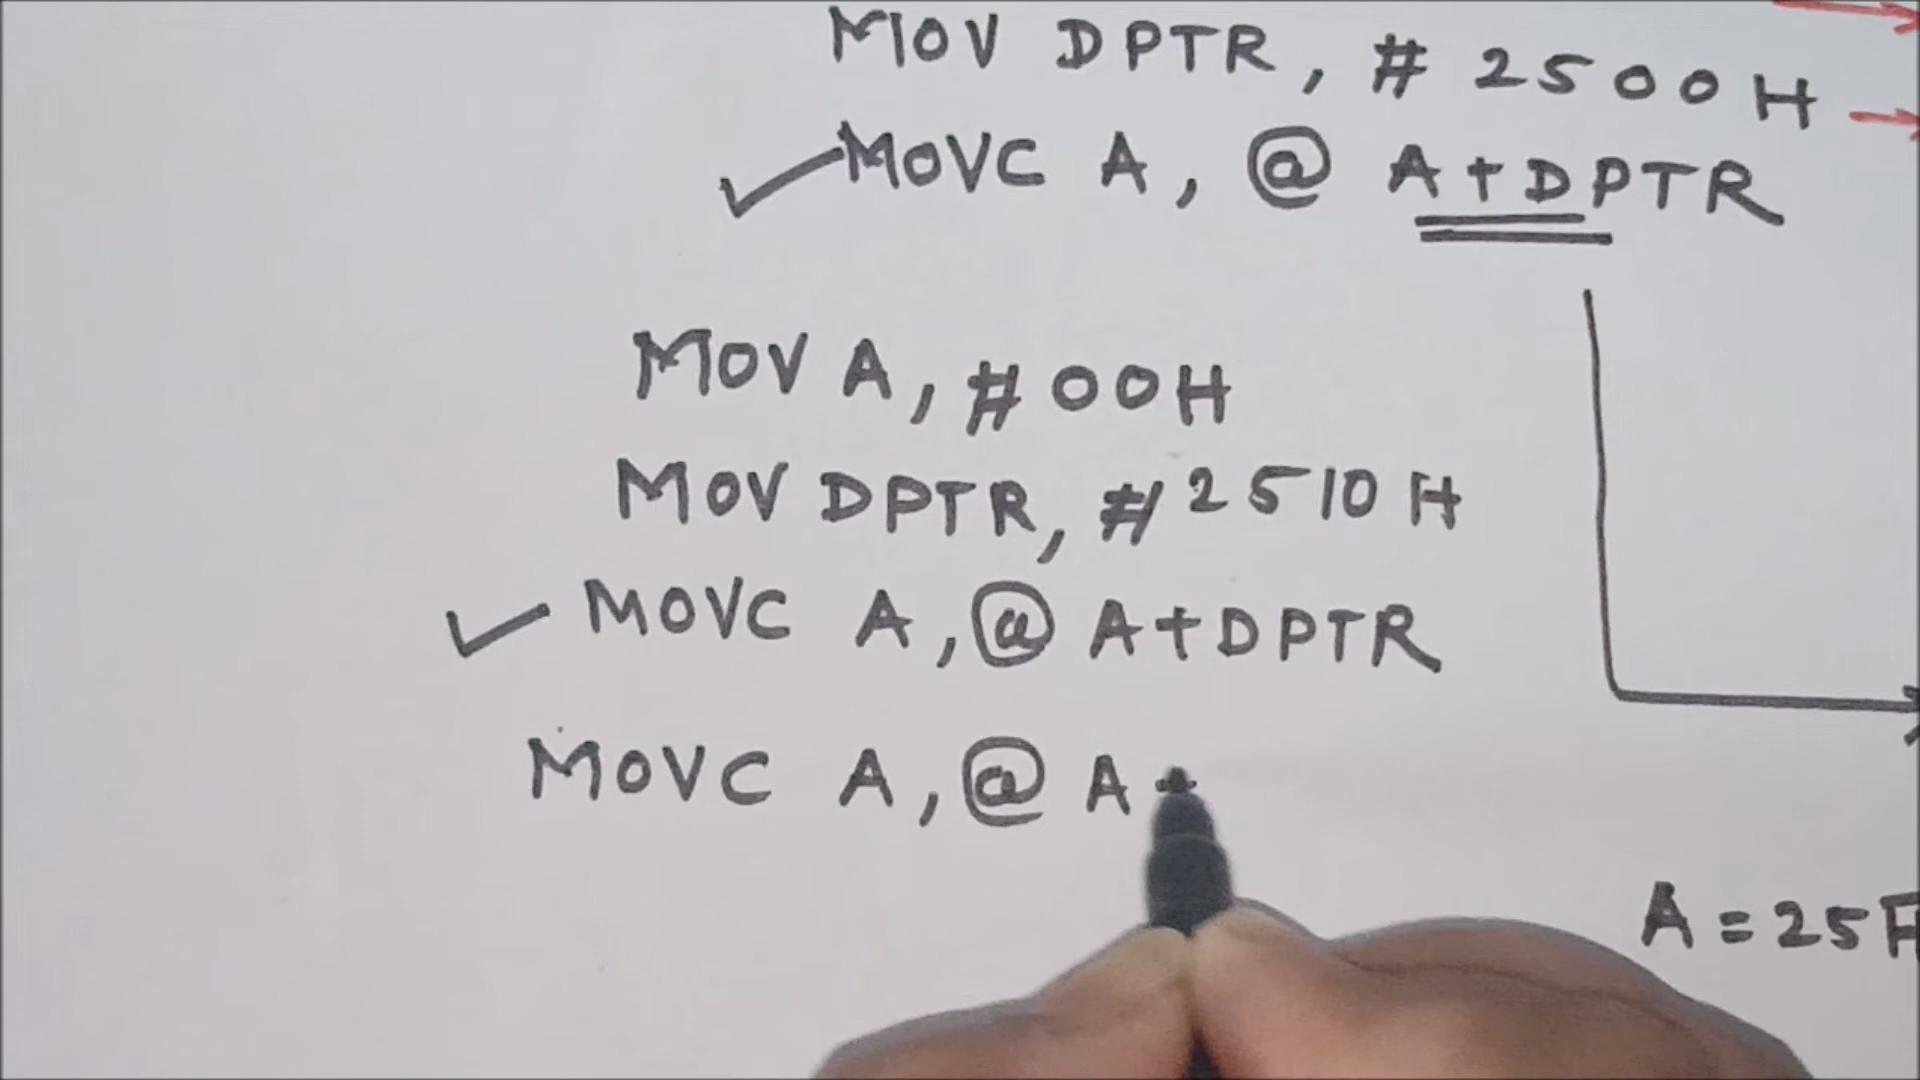 MOV DPTR, # 2500H
MOVC A, @ A+DPTR
MOV A, #00H
MOV DPTR, #2510H
MOVC A,@ A+DPTR
MOVC A,@ A+
A=25